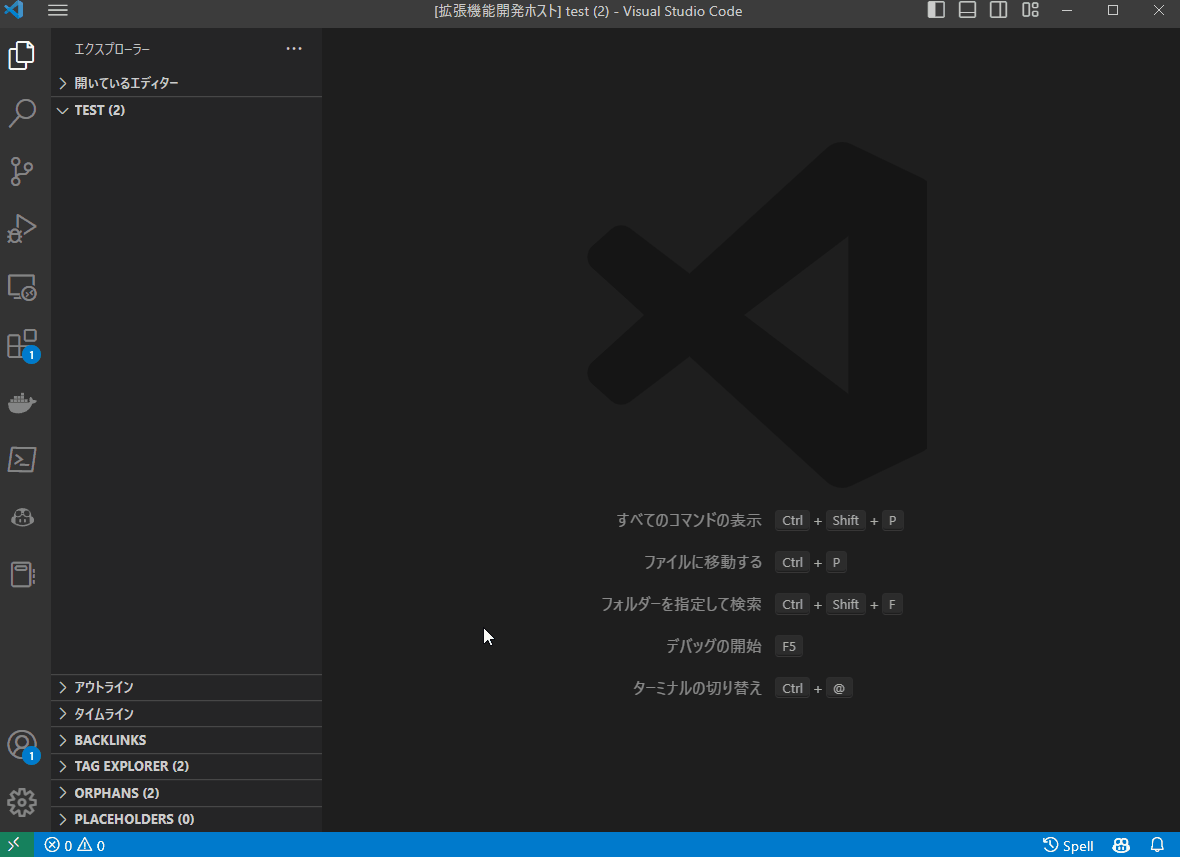 [拡張機能開発ホスト] test (2) - Visual Studio Code
エクスプローラー
開いているエディター
TEST (2)
1
すべてのコマンドの表示 Ctrl + Shift + P
ファイルに移動する Ctrl + P
フォルダーを指定して検索 Ctrl + Shift + F
デバッグの開始 F5
ターミナルの切り替え Ctrl + @
アウトライン
タイムライン
BACKLINKS
1
TAG EXPLORER (2)
ORPHANS (2)
PLACEHOLDERS (0)
0 0 Spell